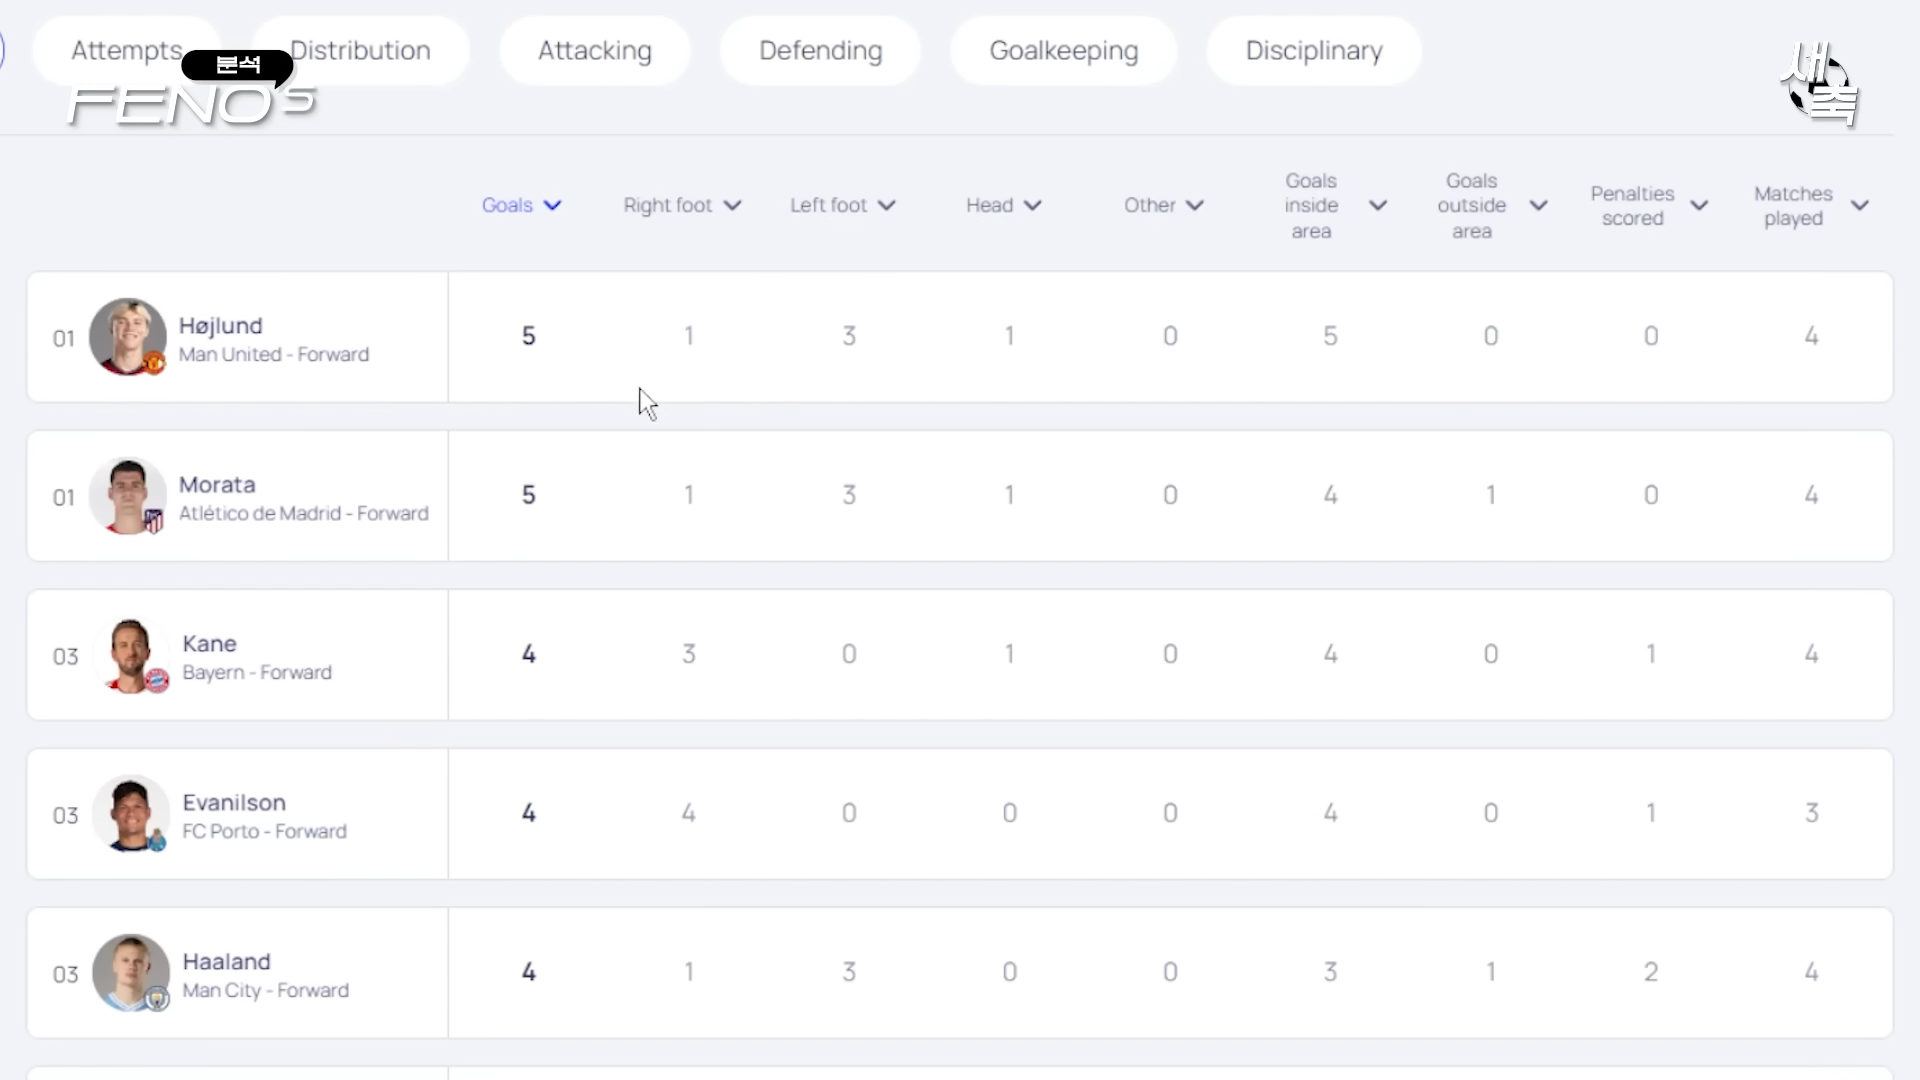 Attempts
Distribution
Attacking
Defending
Goalkeeping
Disciplinary
분석
FENO's
새축
Goals
Right foot
Left foot
Head
Other
Goals
inside
area
Goals
outside
area
Penalties
scored
Matches
played
01
Højlund
Man United - Forward
5 1 3 1 0 5 0 0 4
01
Morata
Atlético de Madrid - Forward
5 1 3 1 0 4 1 0 4
03
Kane
Bayern - Forward
4 3 0 1 0 4 0 1 4
03
Evanilson
FC Porto - Forward
4 4 0 0 0 4 0 1 3
03
Haaland
Man City - Forward
4 1 3 0 0 3 1 2 4